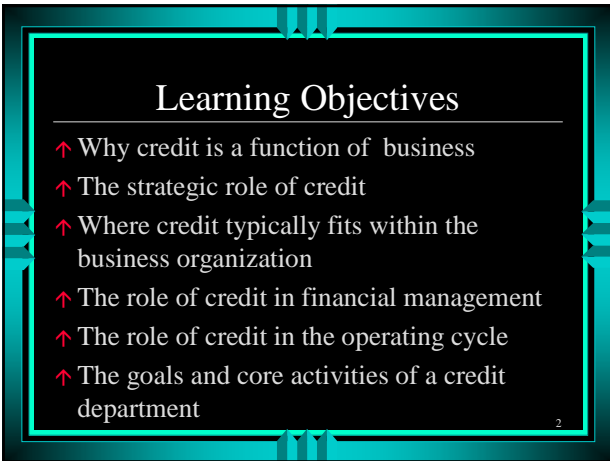 Learning Objectives
↑ Why credit is a function of business
↑ The strategic role of credit
↑ Where credit typically fits within the
business organization
↑ The role of credit in financial management
↑ The role of credit in the operating cycle
↑ The goals and core activities of a credit
department
2